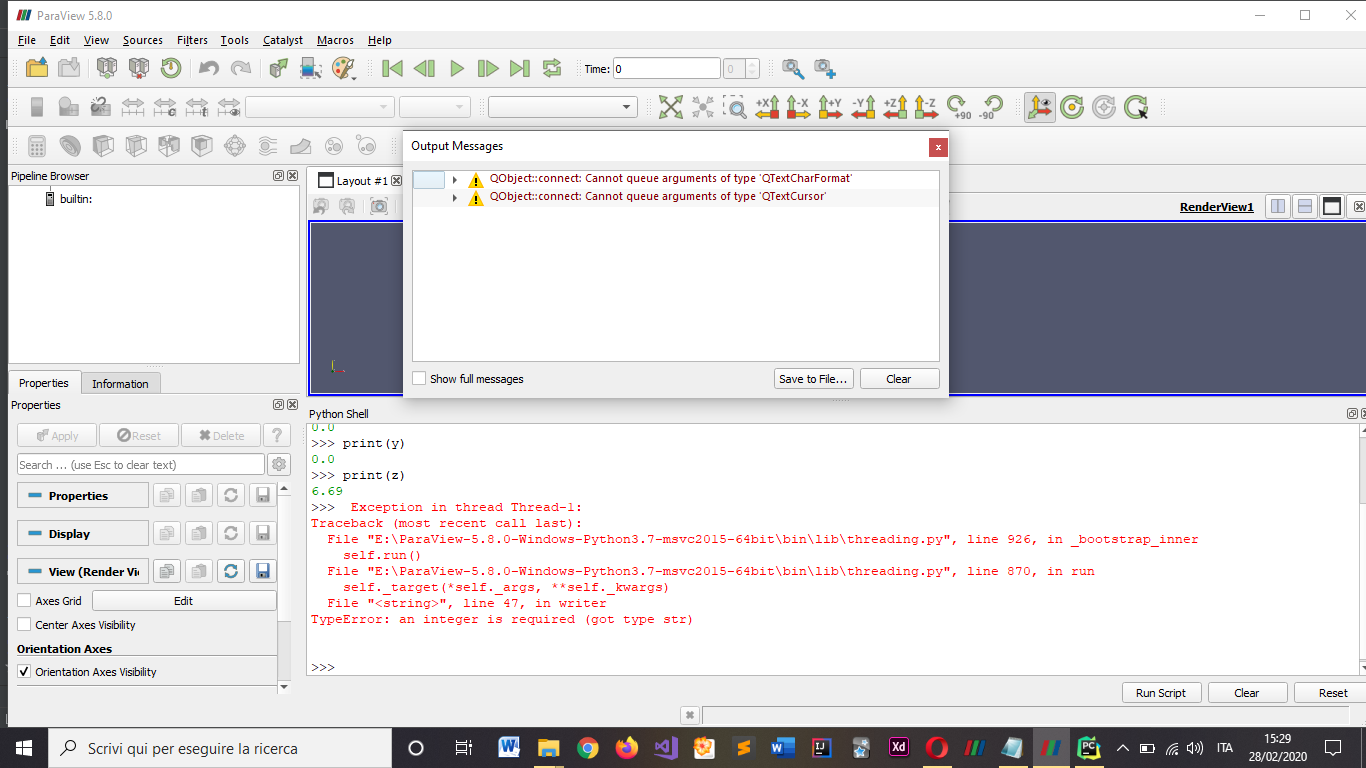 ParaView 5.8.0
File Edit View Sources Filters Tools Catalyst Macros Help
Time: 0 0
+X -X +Y -Y +Z -Z +90 -90
Output Messages
QObject::connect: Cannot queue arguments of type 'QTextCharFormat'
QObject::connect: Cannot queue arguments of type 'QTextCursor'
Show full messages
Save to File...
Clear
Pipeline Browser
builtin:
Layout #1
RenderView1
Properties Information
Properties
Apply Reset Delete ?
Search ... (use Esc to clear text)
Properties
Display
View (Render Vi
Axes Grid Edit
Center Axes Visibility
Orientation Axes
Orientation Axes Visibility
Python Shell
0.0
>>> print(y)
0.0
>>> print(z)
6.69
>>>  Exception in thread Thread-1:
Traceback (most recent call last):
  File "E:\ParaView-5.8.0-Windows-Python3.7-msvc2015-64bit\bin\lib\threading.py", line 926, in _bootstrap_inner
    self.run()
  File "E:\ParaView-5.8.0-Windows-Python3.7-msvc2015-64bit\bin\lib\threading.py", line 870, in run
    self._target(*self._args, **self._kwargs)
  File "<string>", line 47, in writer
TypeError: an integer is required (got type str)
>>>
Run Script Clear Reset
Scrivi qui per eseguire la ricerca
Xd
PC
ITA
15:29
28/02/2020